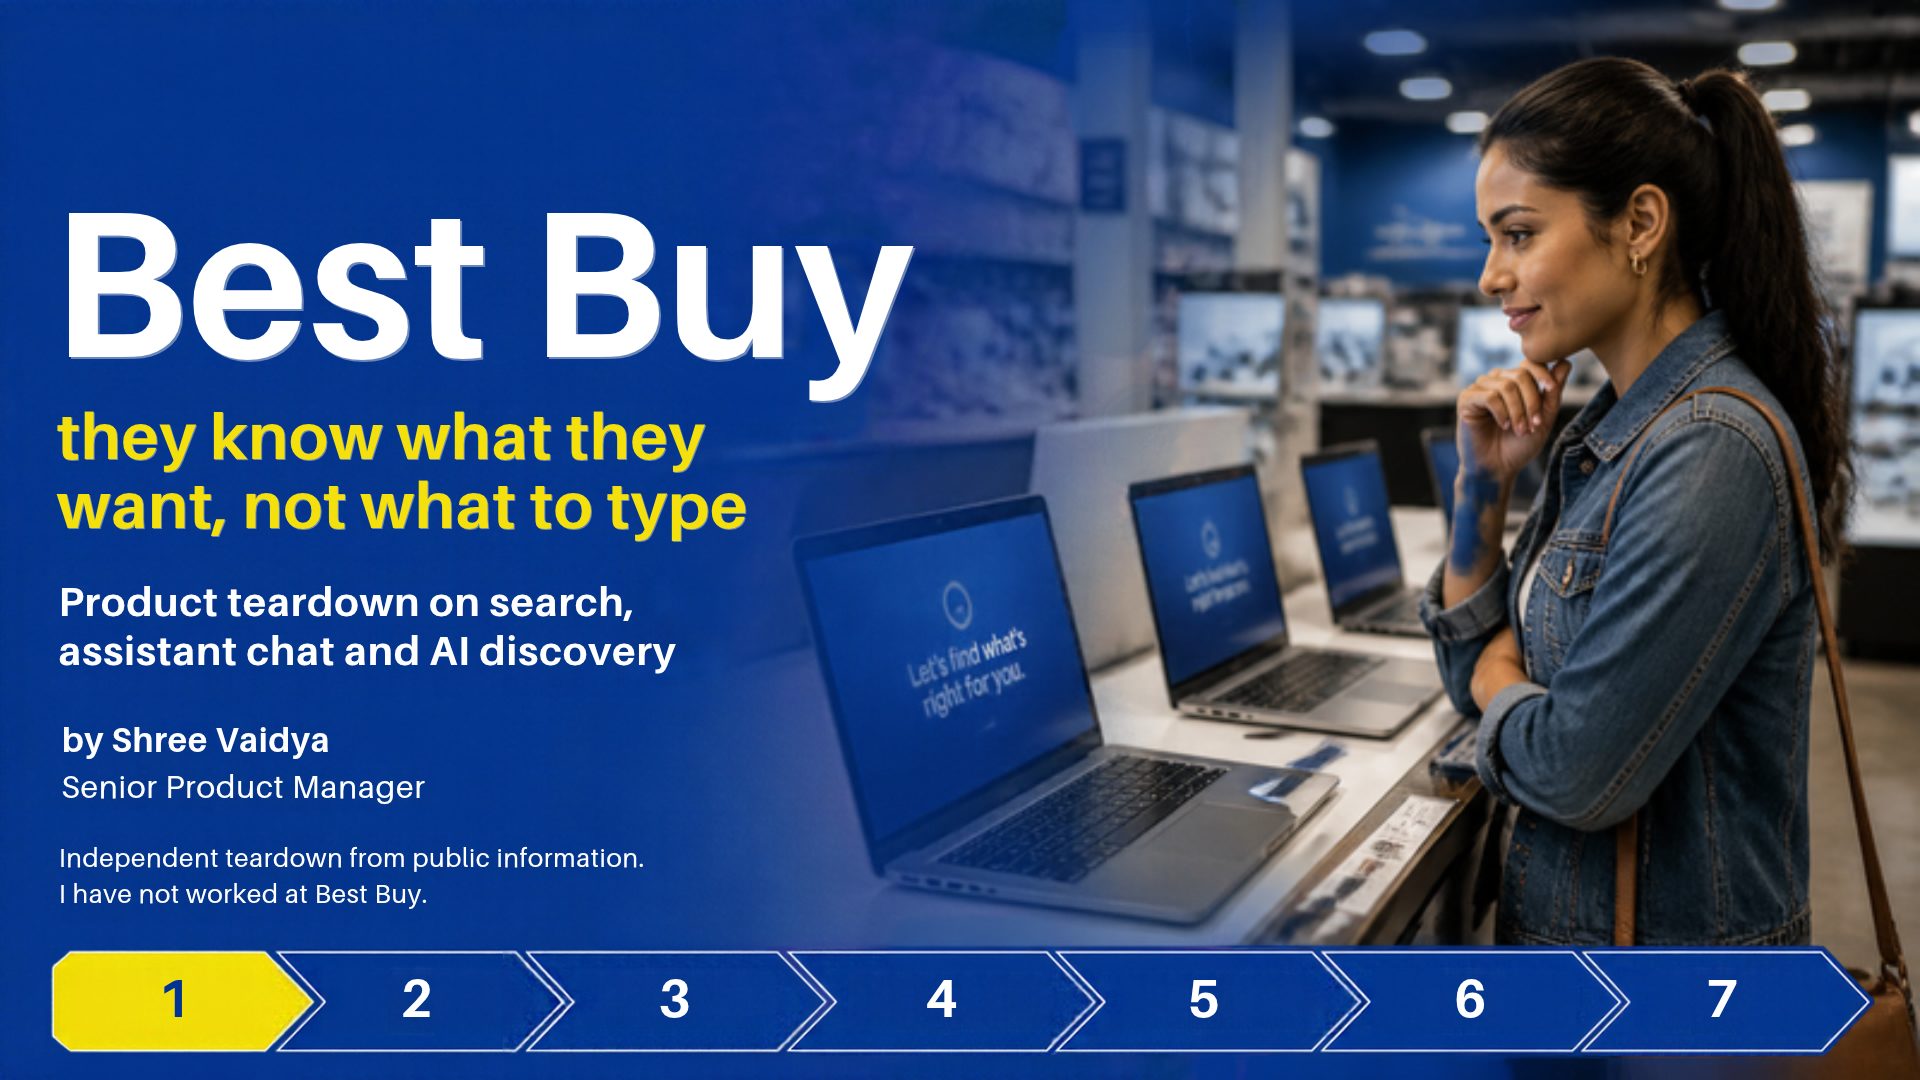 Best Buy
they know what they
want, not what to type
Product teardown on search,
assistant chat and AI discovery
by Shree Vaidya
Senior Product Manager
Independent teardown from public information.
I have not worked at Best Buy.
Let's find what's
right for you.
1
2
3
4
5
6
7